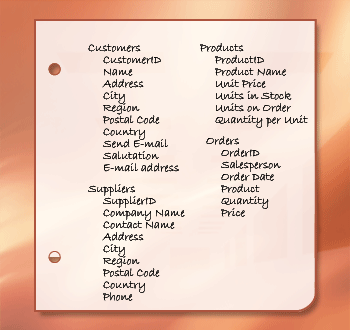 Customers
CustomerID
Name
Address
City
Region
Postal Code
Country
Send E-mail
Salutation
E-mail address
Suppliers
SupplierID
Company Name
Contact Name
Address
City
Region
Postal Code
Country
Phone
Products
ProductID
Product Name
Unit Price
Units in Stock
Units on Order
Quantity per Unit
Orders
OrderID
Salesperson
Order Date
Product
Quantity
Price